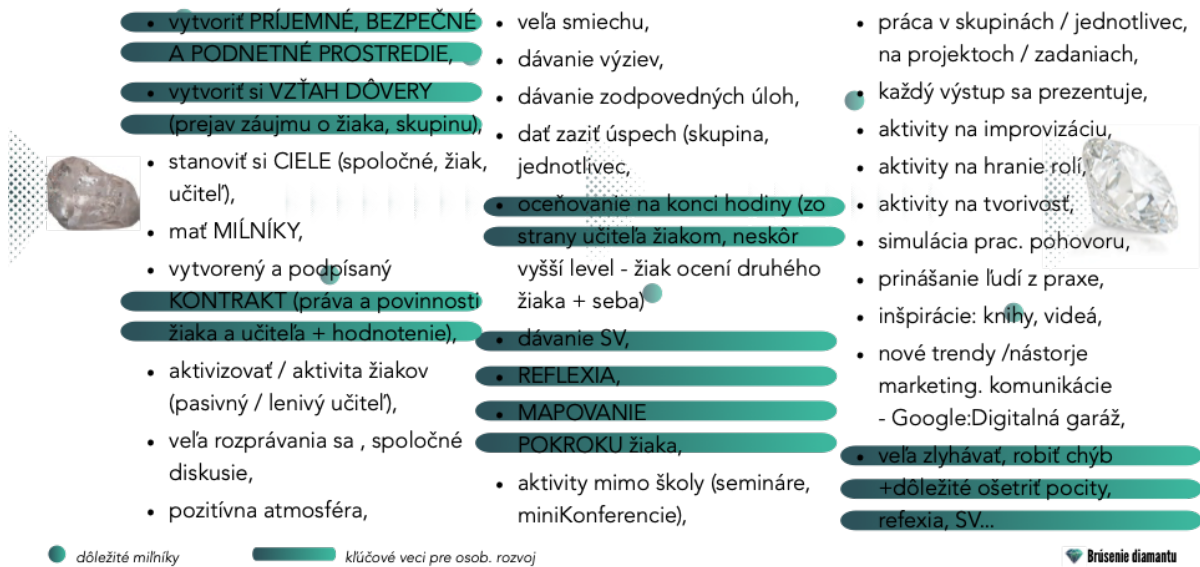 • vytvoriť PRÍJEMNÉ, BEZPEČNÉ
A PODNETNÉ PROSTREDIE,
• vytvoriť si VZŤAH DÔVERY
(prejav záujmu o žiaka, skupinu),
• stanoviť si CIELE (spoločné, žiak,
učiteľ),
• mať MIĹNÍKY,
• vytvorený a podpísaný
KONTRAKT (práva a povinnosti
žiaka a učiteľa + hodnotenie),
• aktivizovať / aktivita žiakov
(pasivný / lenivý učiteľ),
• veľa rozprávania sa , spoločné
diskusie,
• pozitívna atmosféra,
• veľa smiechu,
• dávanie výziev,
• dávanie zodpovedných úloh,
• dať zaziť úspech (skupina,
jednotlivec,
• oceňovanie na konci hodiny (zo
strany učiteľa žiakom, neskôr
vyšší level - žiak ocení druhého
žiaka + seba)
• dávanie SV,
• REFLEXIA,
• MAPOVANIE
POKROKU žiaka,
• aktivity mimo školy (semináre,
miniKonferencie),
• práca v skupinách / jednotlivec,
na projektoch / zadaniach,
• každý výstup sa prezentuje,
• aktivity na improvizáciu,
• aktivity na hranie rolí,
• aktivity na tvorivosť,
• simulácia prac. pohovoru,
• prinášanie ľudí z praxe,
• inšpirácie: knihy, videá,
• nové trendy /nástorje
marketing. komunikácie
- Google:Digitalná garáž,
• veľa zlyhávať, robiť chýb
+dôležité ošetriť pocity,
refexia, SV...
dôležité miľníky
kľúčové veci pre osob. rozvoj
Brúsenie diamantu